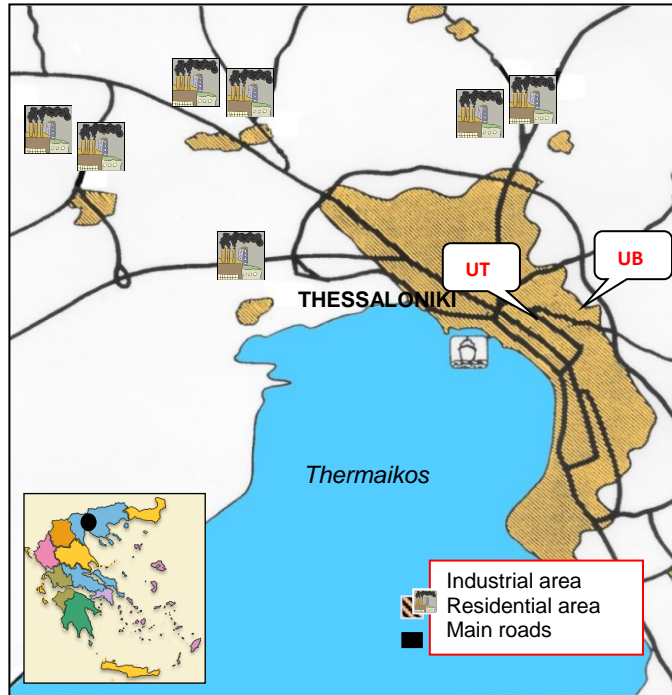 UT
UB
THESSALONIKI
Thermaikos
Industrial area
Residential area
Main roads